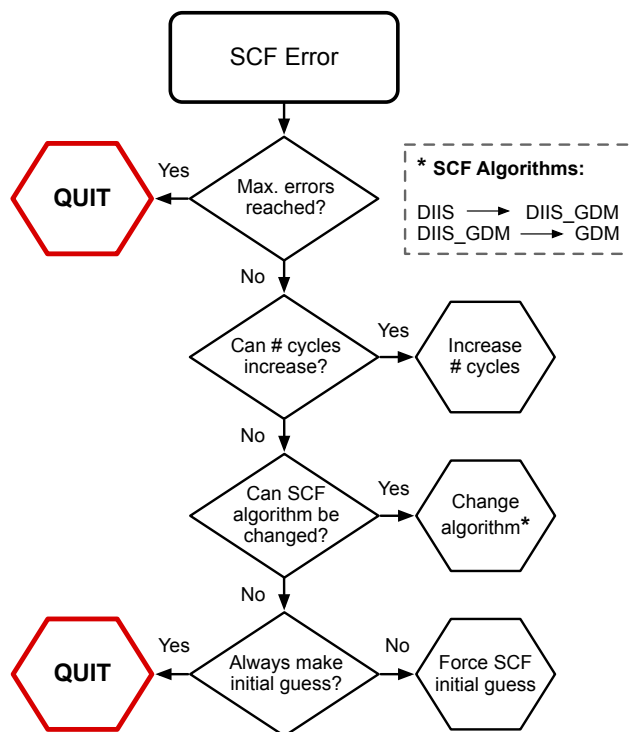 SCF Error
Yes
QUIT
Max. errors
reached?
* SCF Algorithms:
DIIS → DIIS_GDM
DIIS_GDM → GDM
No
Can # cycles
increase?
Yes
Increase
# cycles
No
Can SCF
algorithm be
changed?
Yes
Change
algorithm*
No
Yes
QUIT
Always make
initial guess?
No
Force SCF
initial guess